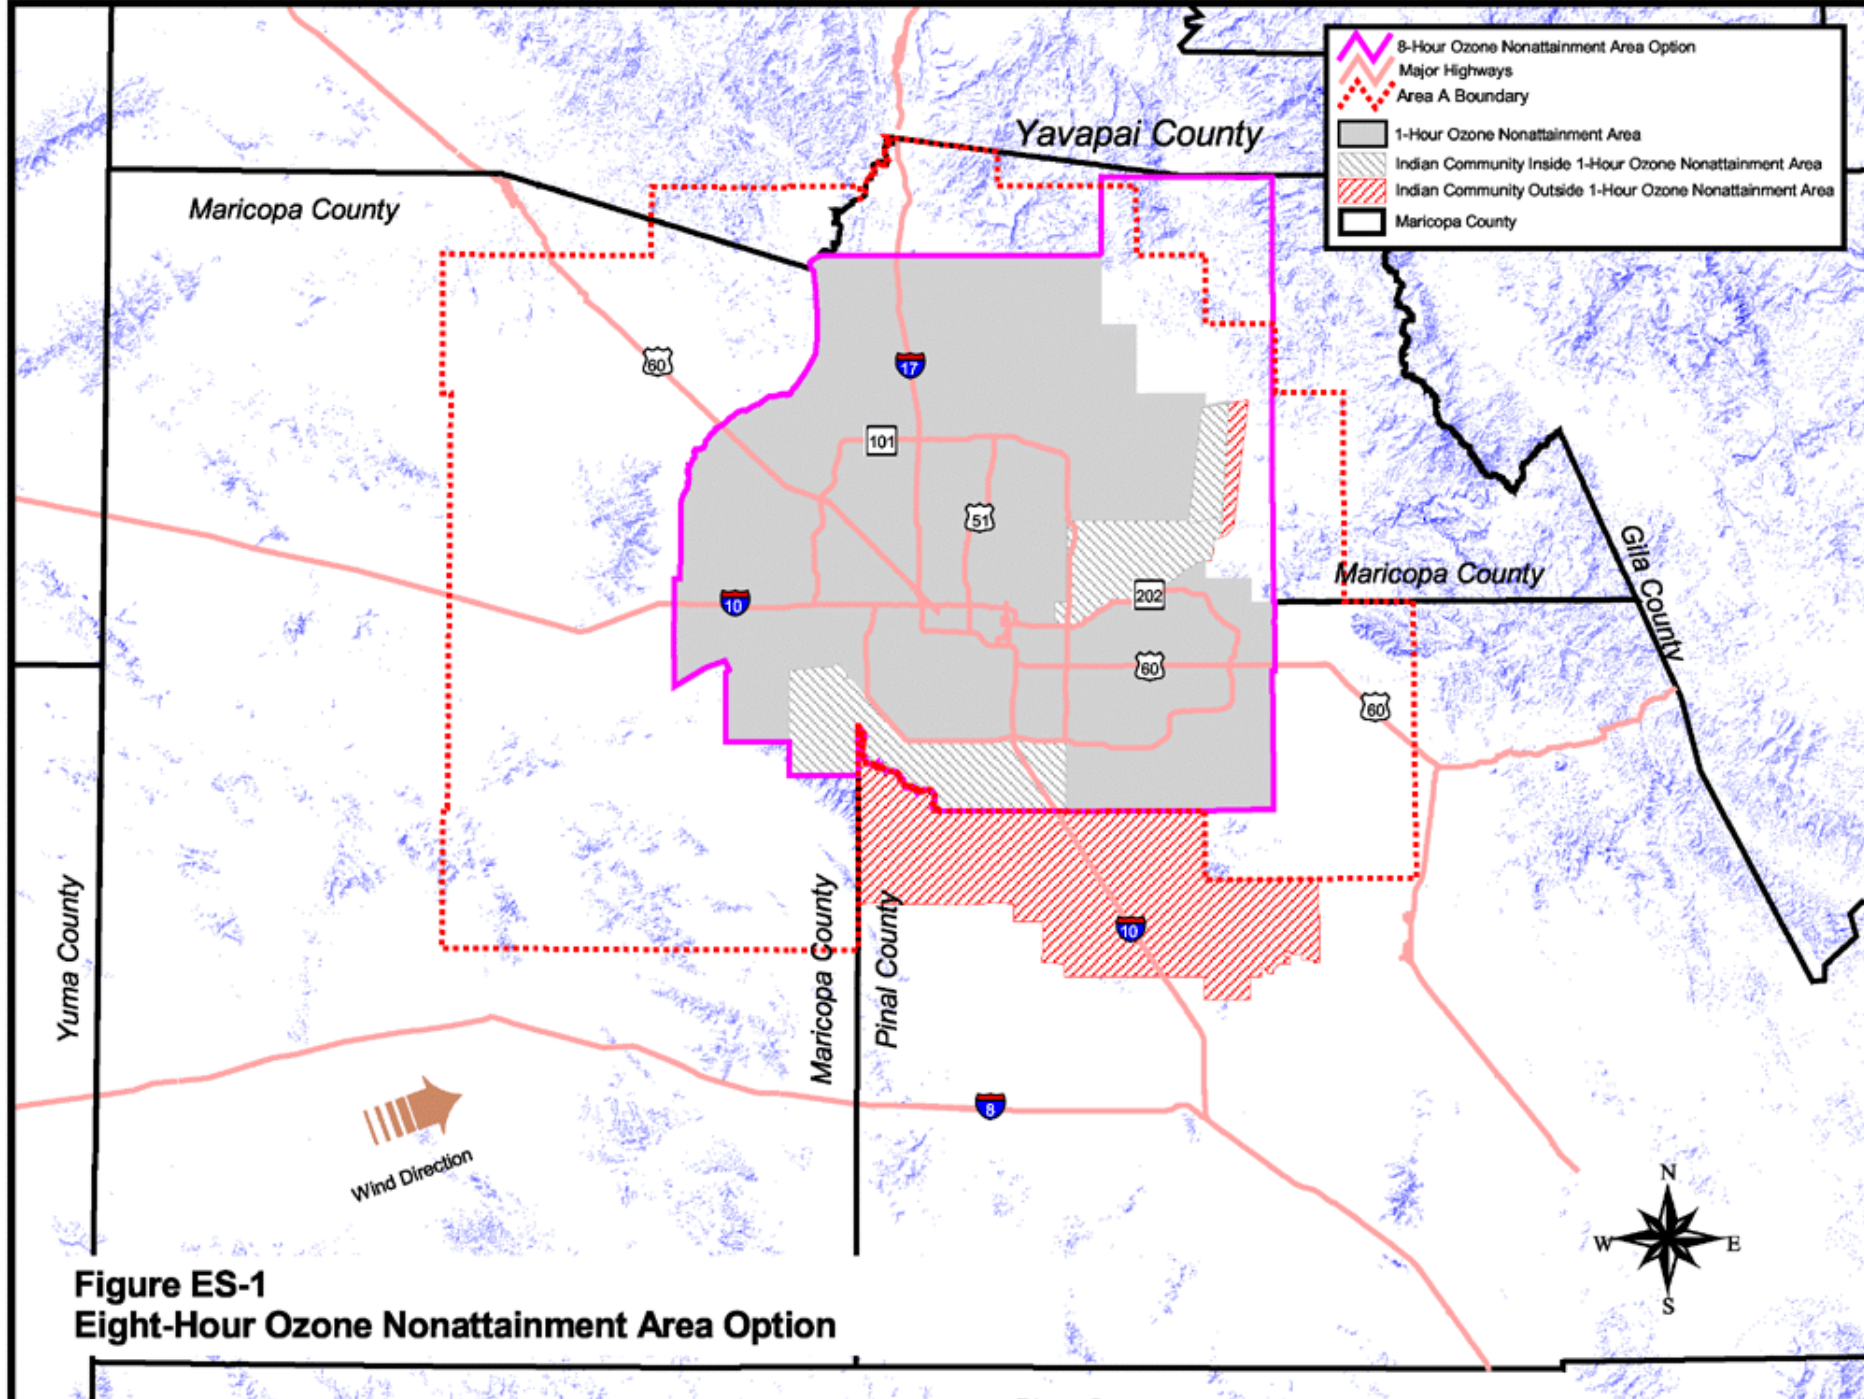 8-Hour Ozone Nonattainment Area Option
Major Highways
Area A Boundary
1-Hour Ozone Nonattainment Area
Indian Community Inside 1-Hour Ozone Nonattainment Area
Indian Community Outside 1-Hour Ozone Nonattainment Area
Maricopa County
Yavapai County
Maricopa County
60
17
101
51
Gila County
Maricopa County
10
202
60
60
Yuma County
Maricopa County
Pinal County
10
8
Wind Direction
N
W
E
S
Figure ES-1
Eight-Hour Ozone Nonattainment Area Option